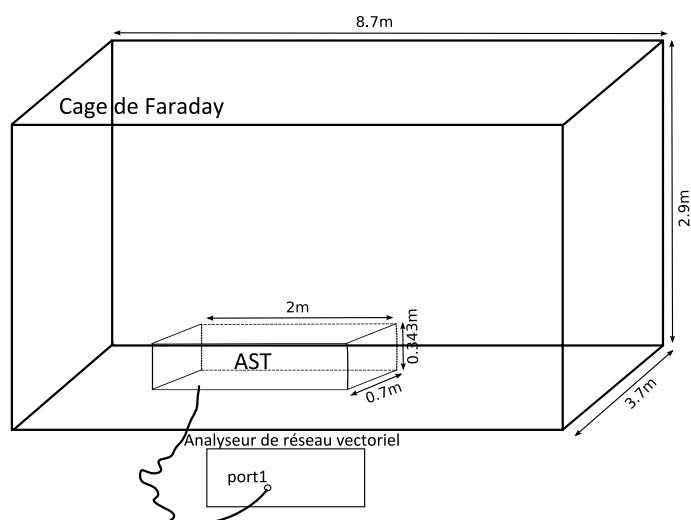 8.7m
Cage de Faraday
2.9m
2m
0.343m
AST
0.7m
3.7m
Analyseur de réseau vectoriel
port1